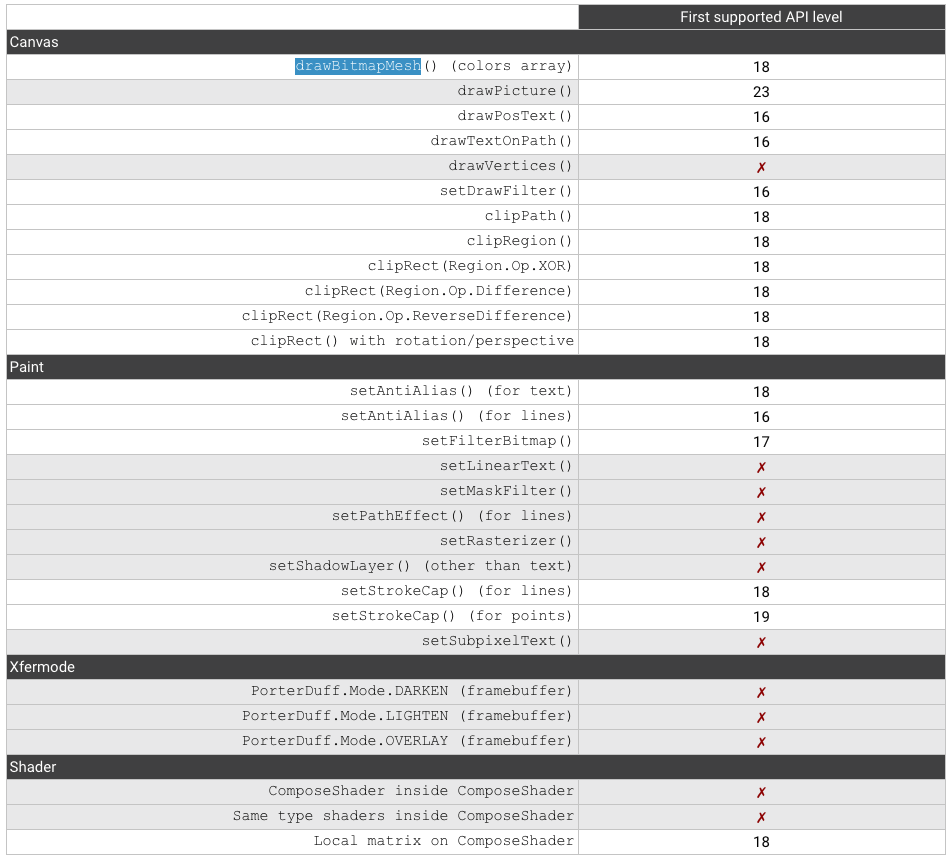 First supported API level
Canvas
drawBitmapMesh() (colors array) 18
drawPicture() 23
drawPosText() 16
drawTextOnPath() 16
drawVertices() ✗
setDrawFilter() 16
clipPath() 18
clipRegion() 18
clipRect(Region.Op.XOR) 18
clipRect(Region.Op.Difference) 18
clipRect(Region.Op.ReverseDifference) 18
clipRect() with rotation/perspective 18
Paint
setAntiAlias() (for text) 18
setAntiAlias() (for lines) 16
setFilterBitmap() 17
setLinearText() ✗
setMaskFilter() ✗
setPathEffect() (for lines) ✗
setRasterizer() ✗
setShadowLayer() (other than text) ✗
setStrokeCap() (for lines) 18
setStrokeCap() (for points) 19
setSubpixelText() ✗
Xfermode
PorterDuff.Mode.DARKEN (framebuffer) ✗
PorterDuff.Mode.LIGHTEN (framebuffer) ✗
PorterDuff.Mode.OVERLAY (framebuffer) ✗
Shader
ComposeShader inside ComposeShader ✗
Same type shaders inside ComposeShader ✗
Local matrix on ComposeShader 18